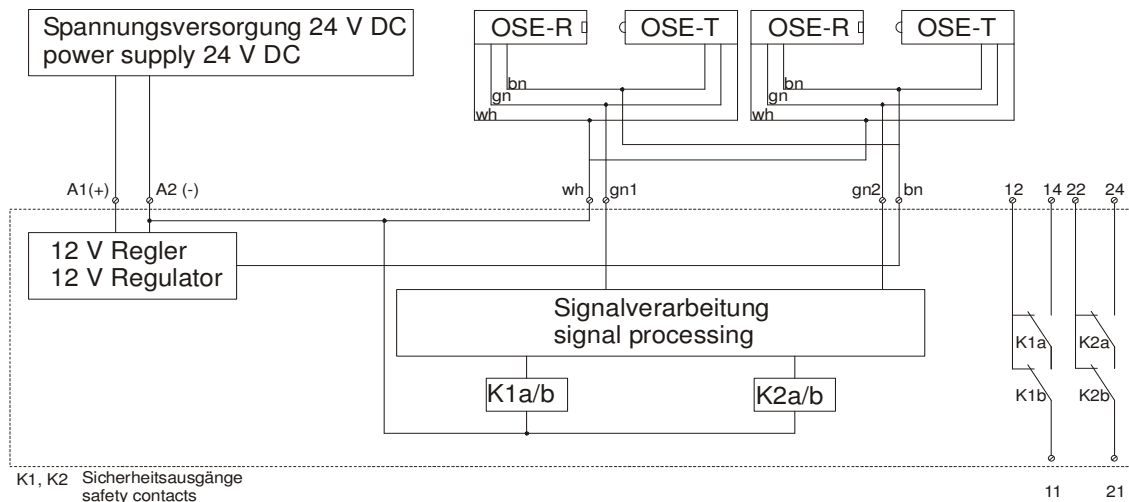 Spannungsversorgung 24 V DC
power supply 24 V DC
OSE-R
OSE-T
OSE-R
OSE-T
bn
gn
wh
bn
gn
wh
A1(+)
A2 (-)
wh
gn1
gn2
bn
12
14
22
24
12 V Regler
12 V Regulator
Signalverarbeitung
signal processing
K1a
K2a
K1a/b
K2a/b
K1b
K2b
K1, K2 Sicherheitsausgänge
safety contacts
11
21